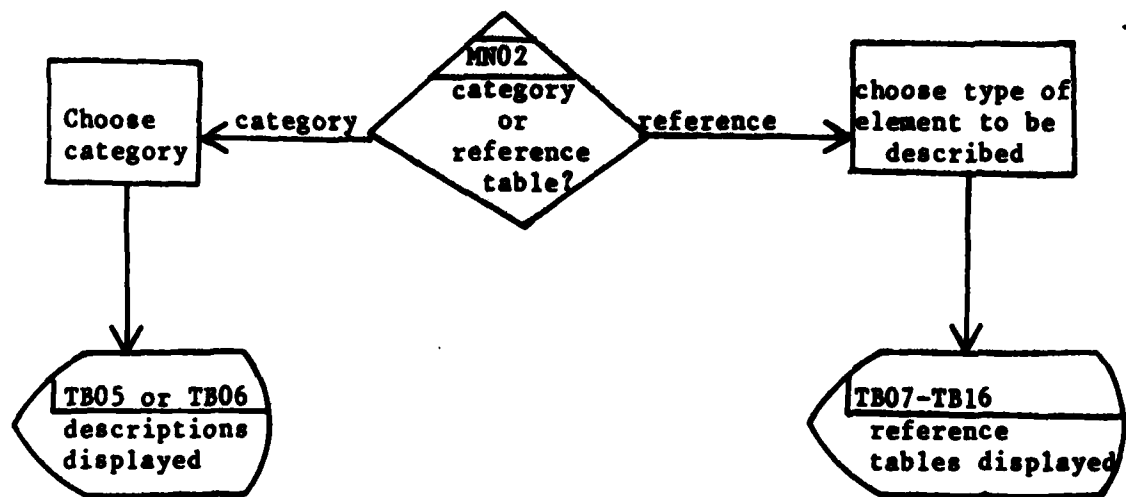 MN02
category
or
reference
table?
category
reference
Choose
category
choose type of
element to be
described
TB05 or TB06
descriptions
displayed
TB07-TB16
reference
tables displayed